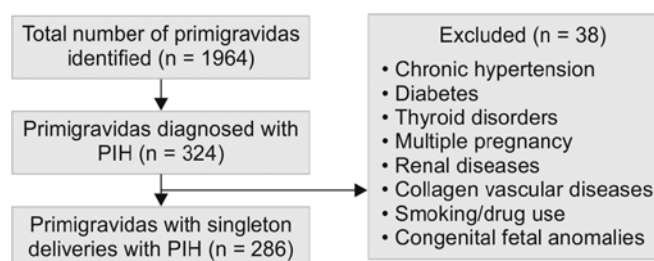 Total number of primigravidas
identified (n = 1964)
Primigravidas diagnosed with
PIH (n = 324)
Primigravidas with singleton
deliveries with PIH (n = 286)
Excluded (n = 38)
• Chronic hypertension
• Diabetes
• Thyroid disorders
• Multiple pregnancy
• Renal diseases
• Collagen vascular diseases
• Smoking/drug use
• Congenital fetal anomalies